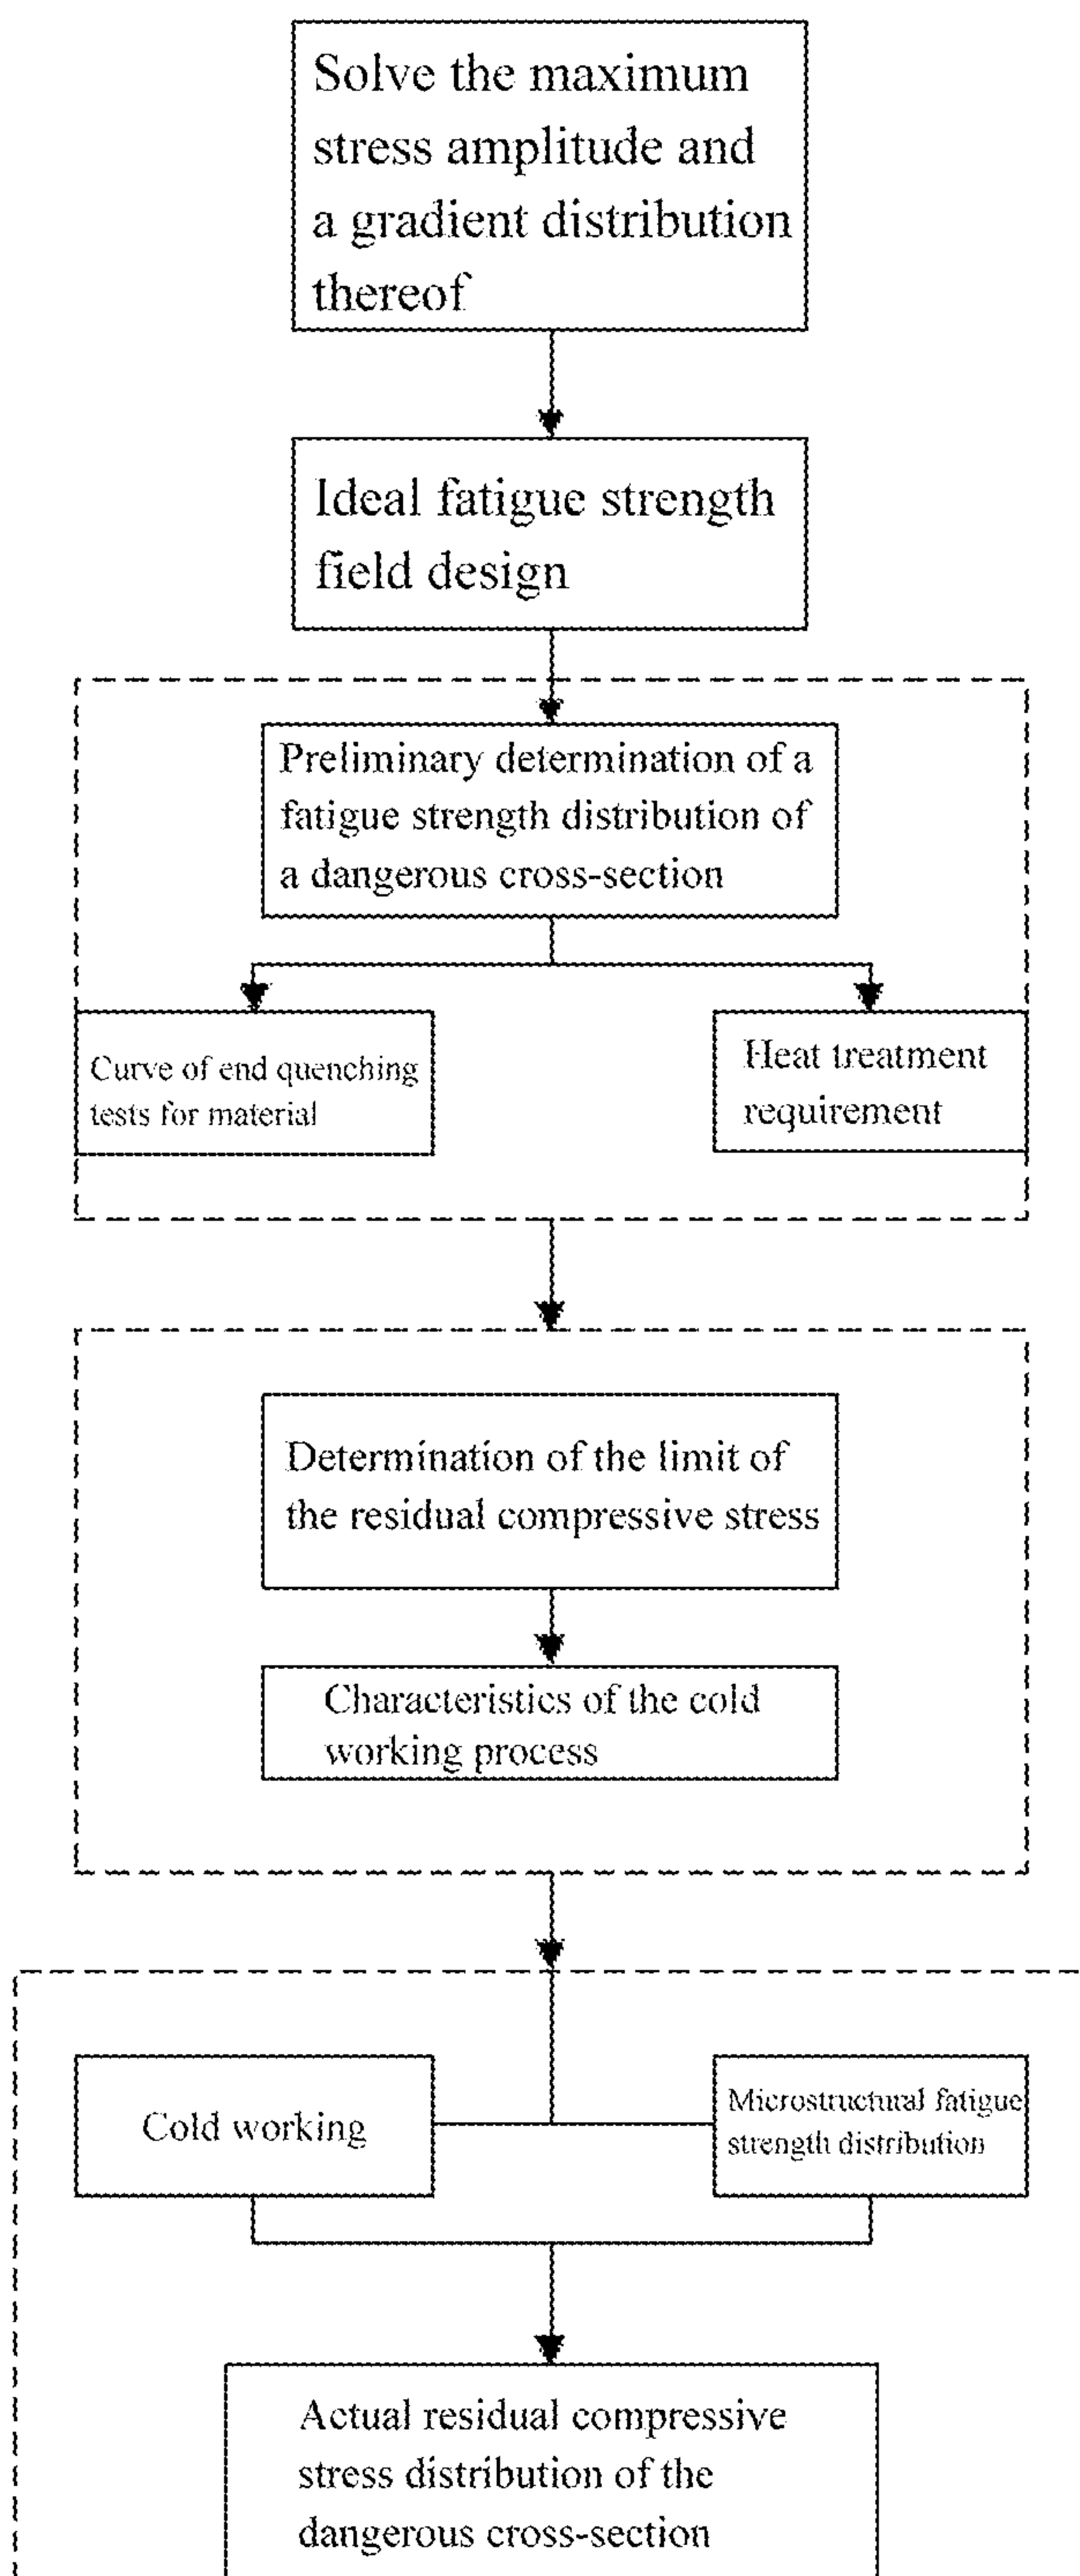 Solve the maximum
stress amplitude and
a gradient distribution
thereof
Ideal fatigue strength
field design
Preliminary determination of a
fatigue strength distribution of
a dangerous cross-section
Curve of end quenching
tests for material
Heat treatment
requirement
Determination of the limit of
the residual compressive stress
Characteristics of the cold
working process
Cold working
Microstructural fatigue
strength distribution
Actual residual compressive
stress distribution of the
dangerous cross-section